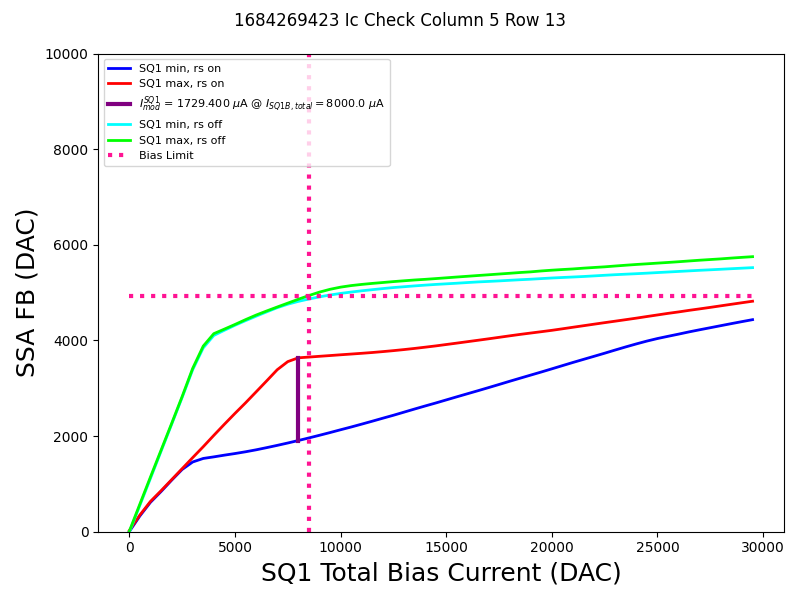 1684269423 Ic Check Column 5 Row 13
10000
8000
6000
4000
2000
0
SSA FB (DAC)
SQ1 min, rs on
SQ1 max, rs on
I_{mod}^{SQ1} = 1729.400 μA @ I_{SQ1B,total} = 8000.0 μA
SQ1 min, rs off
SQ1 max, rs off
Bias Limit
0 5000 10000 15000 20000 25000 30000
SQ1 Total Bias Current (DAC)